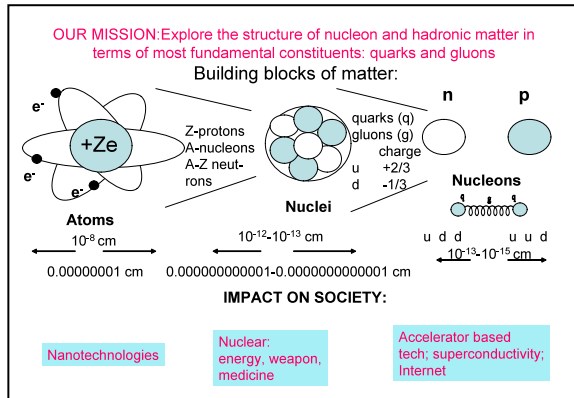 OUR MISSION:Explore the structure of nucleon and hadronic matter in
terms of most fundamental constituents: quarks and gluons
Building blocks of matter:
n p
e-
+Ze
e-
e-
Z-protons
A-nucleons
A-Z neut-
rons
quarks (q)
gluons (g)
charge
u +2/3
d -1/3
Atoms
Nuclei
Nucleons
q g q
u d d u u d
10-8 cm
10-12-10-13 cm
10-13-10-15 cm
0.00000001 cm
0.000000000001-0.0000000000001 cm
IMPACT ON SOCIETY:
Nanotechnologies
Nuclear:
energy, weapon,
medicine
Accelerator based
tech; superconductivity;
Internet